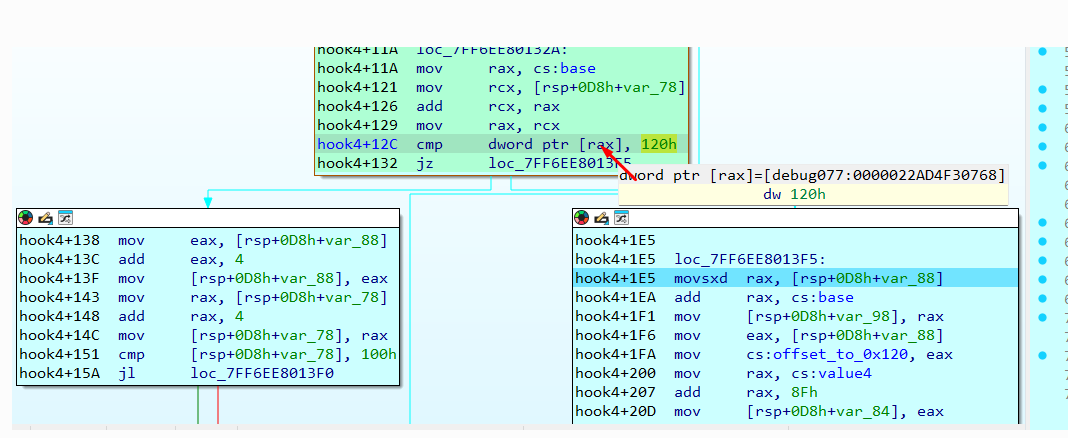 hook4+11A loc_7FF6EE80132A:
hook4+11A mov rax, cs:base
hook4+121 mov rcx, [rsp+0D8h+var_78]
hook4+126 add rcx, rax
hook4+129 mov rax, rcx
hook4+12C cmp dword ptr [rax], 120h
hook4+132 jz loc_7FF6EE8013F5
dword ptr [rax]=[debug077:0000022AD4F30768]
dw 120h
hook4+138 mov eax, [rsp+0D8h+var_88]
hook4+13C add eax, 4
hook4+13F mov [rsp+0D8h+var_88], eax
hook4+143 mov rax, [rsp+0D8h+var_78]
hook4+148 add rax, 4
hook4+14C mov [rsp+0D8h+var_78], rax
hook4+151 cmp [rsp+0D8h+var_78], 100h
hook4+15A jl loc_7FF6EE8013F0
hook4+1E5
hook4+1E5 loc_7FF6EE8013F5:
hook4+1E5 movsxd rax, [rsp+0D8h+var_88]
hook4+1EA add rax, cs:base
hook4+1F1 mov [rsp+0D8h+var_98], rax
hook4+1F6 mov eax, [rsp+0D8h+var_88]
hook4+1FA mov cs:offset_to_0x120, eax
hook4+200 mov rax, cs:value4
hook4+207 add rax, 8Fh
hook4+20D mov [rsp+0D8h+var_84], eax